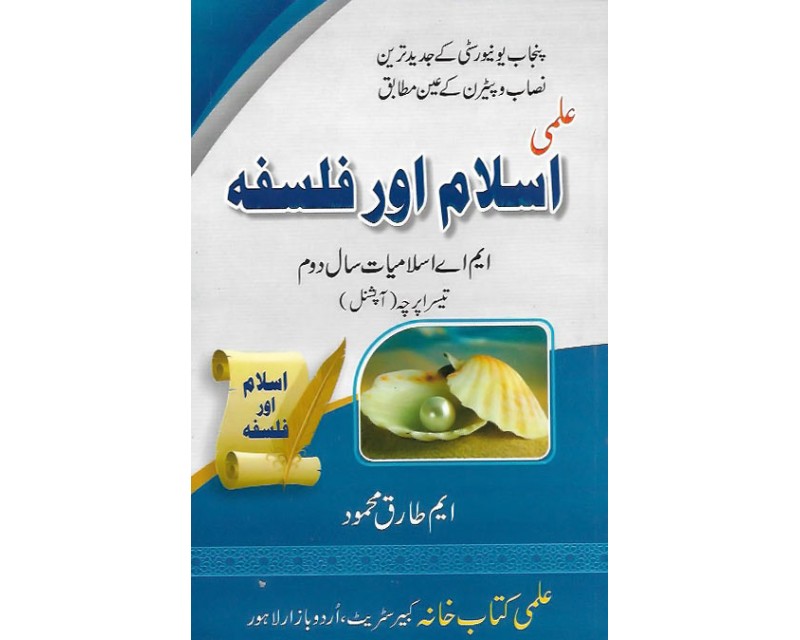 پنجاب یونیورسٹی کے جدید ترین
نصاب و پیٹرن کے عین مطابق
علمی
اسلام اور فلسفہ
ایم اے اسلامیات سال دوم
تیسرا پرچہ (آپشنل)
اسلام
اور
فلسفہ
ایم طارق محمود
علمی کتاب خانہ کبیر سٹریٹ، اُردو بازار لاہور